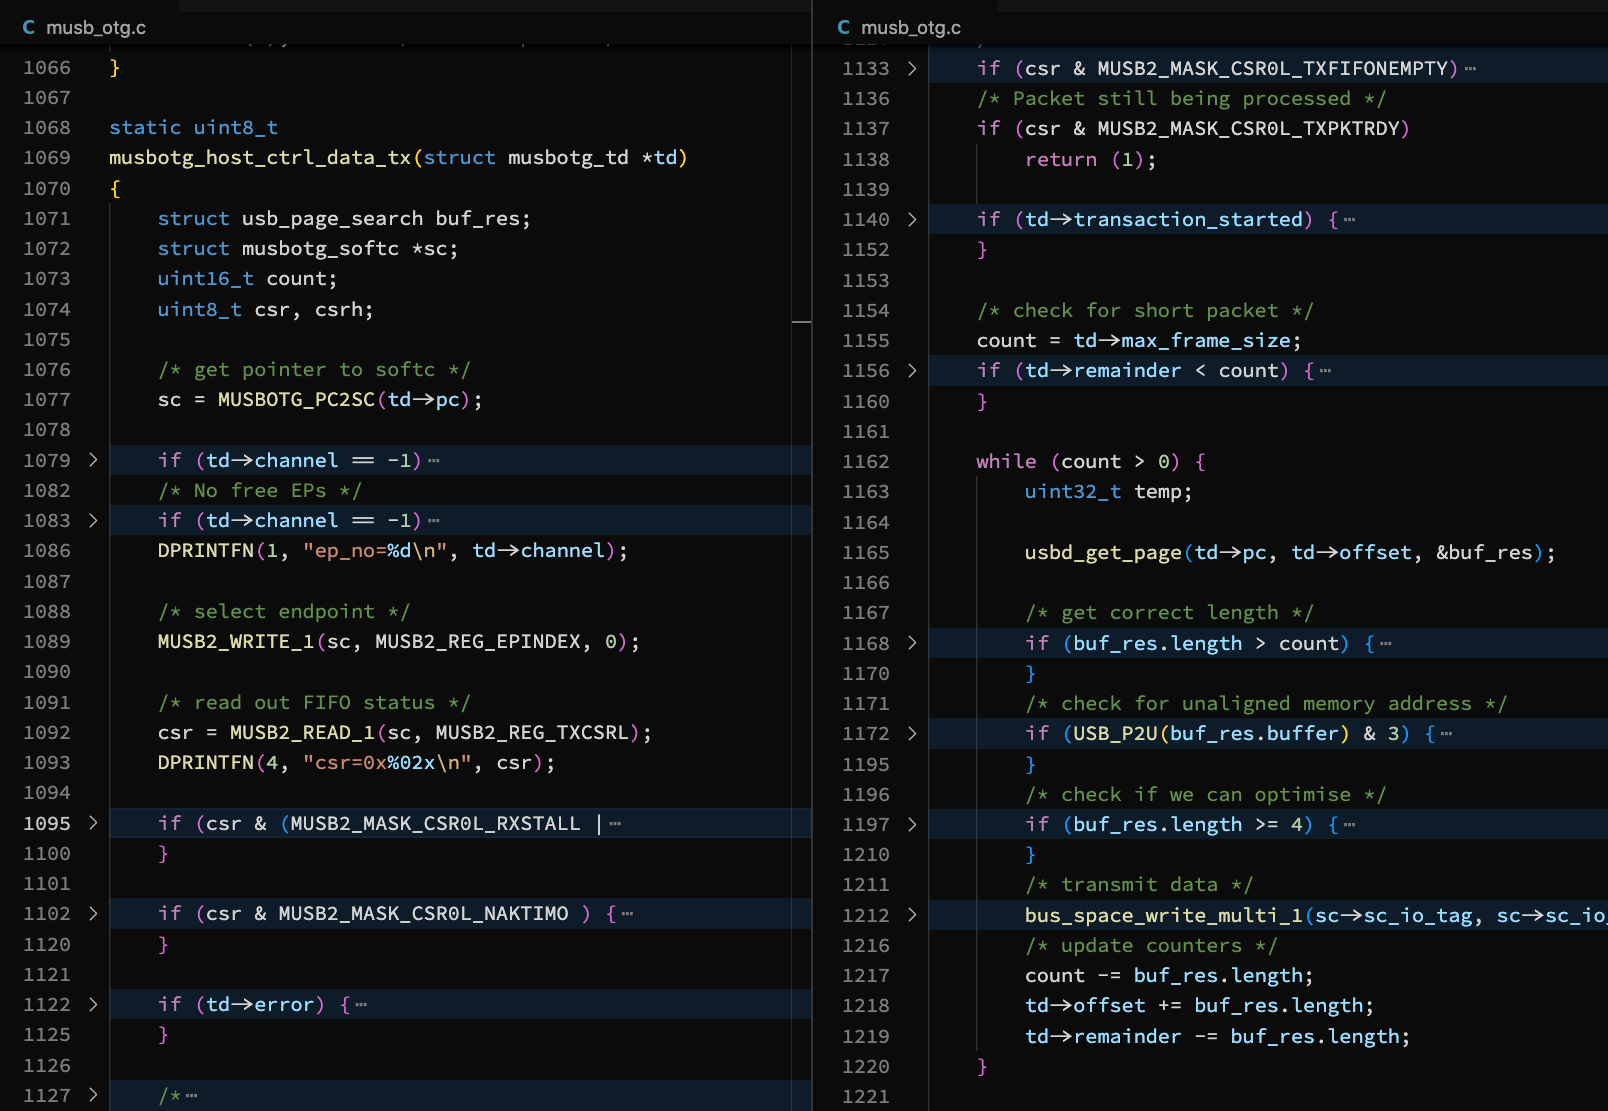 C musb_otg.c
1066 }
1067
1068 static uint8_t
1069 musbotg_host_ctrl_data_tx(struct musbotg_td *td)
1070 {
1071 struct usb_page_search buf_res;
1072 struct musbotg_softc *sc;
1073 uint16_t count;
1074 uint8_t csr, csrh;
1075
1076 /* get pointer to softc */
1077 sc = MUSBOTG_PC2SC(td->pc);
1078
1079 > if (td->channel == -1)⋯
1082 /* No free EPs */
1083 > if (td->channel == -1)⋯
1086 DPRINTFN(1, "ep_no=%d\n", td->channel);
1087
1088 /* select endpoint */
1089 MUSB2_WRITE_1(sc, MUSB2_REG_EPINDEX, 0);
1090
1091 /* read out FIFO status */
1092 csr = MUSB2_READ_1(sc, MUSB2_REG_TXCSRL);
1093 DPRINTFN(4, "csr=0x%02x\n", csr);
1094
1095 > if (csr & (MUSB2_MASK_CSR0L_RXSTALL |⋯
1100 }
1101
1102 > if (csr & MUSB2_MASK_CSR0L_NAKTIMO ) {⋯
1120 }
1121
1122 > if (td->error) {⋯
1125 }
1126
1127 > /*⋯
C musb_otg.c
1133 > if (csr & MUSB2_MASK_CSR0L_TXFIFONEMPTY)⋯
1136 /* Packet still being processed */
1137 if (csr & MUSB2_MASK_CSR0L_TXPKTRDY)
1138 return (1);
1139
1140 > if (td->transaction_started) {⋯
1152 }
1153
1154 /* check for short packet */
1155 count = td->max_frame_size;
1156 > if (td->remainder < count) {⋯
1160 }
1161
1162 while (count > 0) {
1163 uint32_t temp;
1164
1165 usbd_get_page(td->pc, td->offset, &buf_res);
1166
1167 /* get correct length */
1168 > if (buf_res.length > count) {⋯
1170 }
1171 /* check for unaligned memory address */
1172 > if (USB_P2U(buf_res.buffer) & 3) {⋯
1195 }
1196 /* check if we can optimise */
1197 > if (buf_res.length >= 4) {⋯
1210 }
1211 /* transmit data */
1212 > bus_space_write_multi_1(sc->sc_io_tag, sc->sc_io_
1216 /* update counters */
1217 count -= buf_res.length;
1218 td->offset += buf_res.length;
1219 td->remainder -= buf_res.length;
1220 }
1221